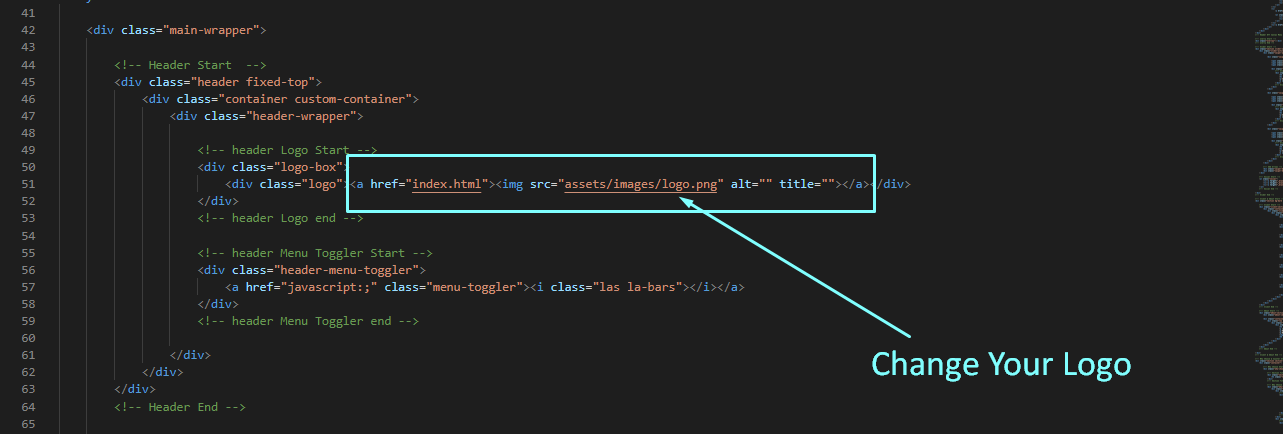 41
42 <div class="main-wrapper">
43
44 <!-- Header Start  -->
45 <div class="header fixed-top">
46 <div class="container custom-container">
47 <div class="header-wrapper">
48
49 <!-- header Logo Start -->
50 <div class="logo-box">
51 <div class="logo"><a href="index.html"><img src="assets/images/logo.png" alt="" title=""></a></div>
52 </div>
53 <!-- header Logo end -->
54
55 <!-- header Menu Toggler Start -->
56 <div class="header-menu-toggler">
57 <a href="javascript:;" class="menu-toggler"><i class="las la-bars"></i></a>
58 </div>
59 <!-- header Menu Toggler end -->
60
61 </div>
62 </div>
63 </div>
64 <!-- Header End -->
65
Change Your Logo